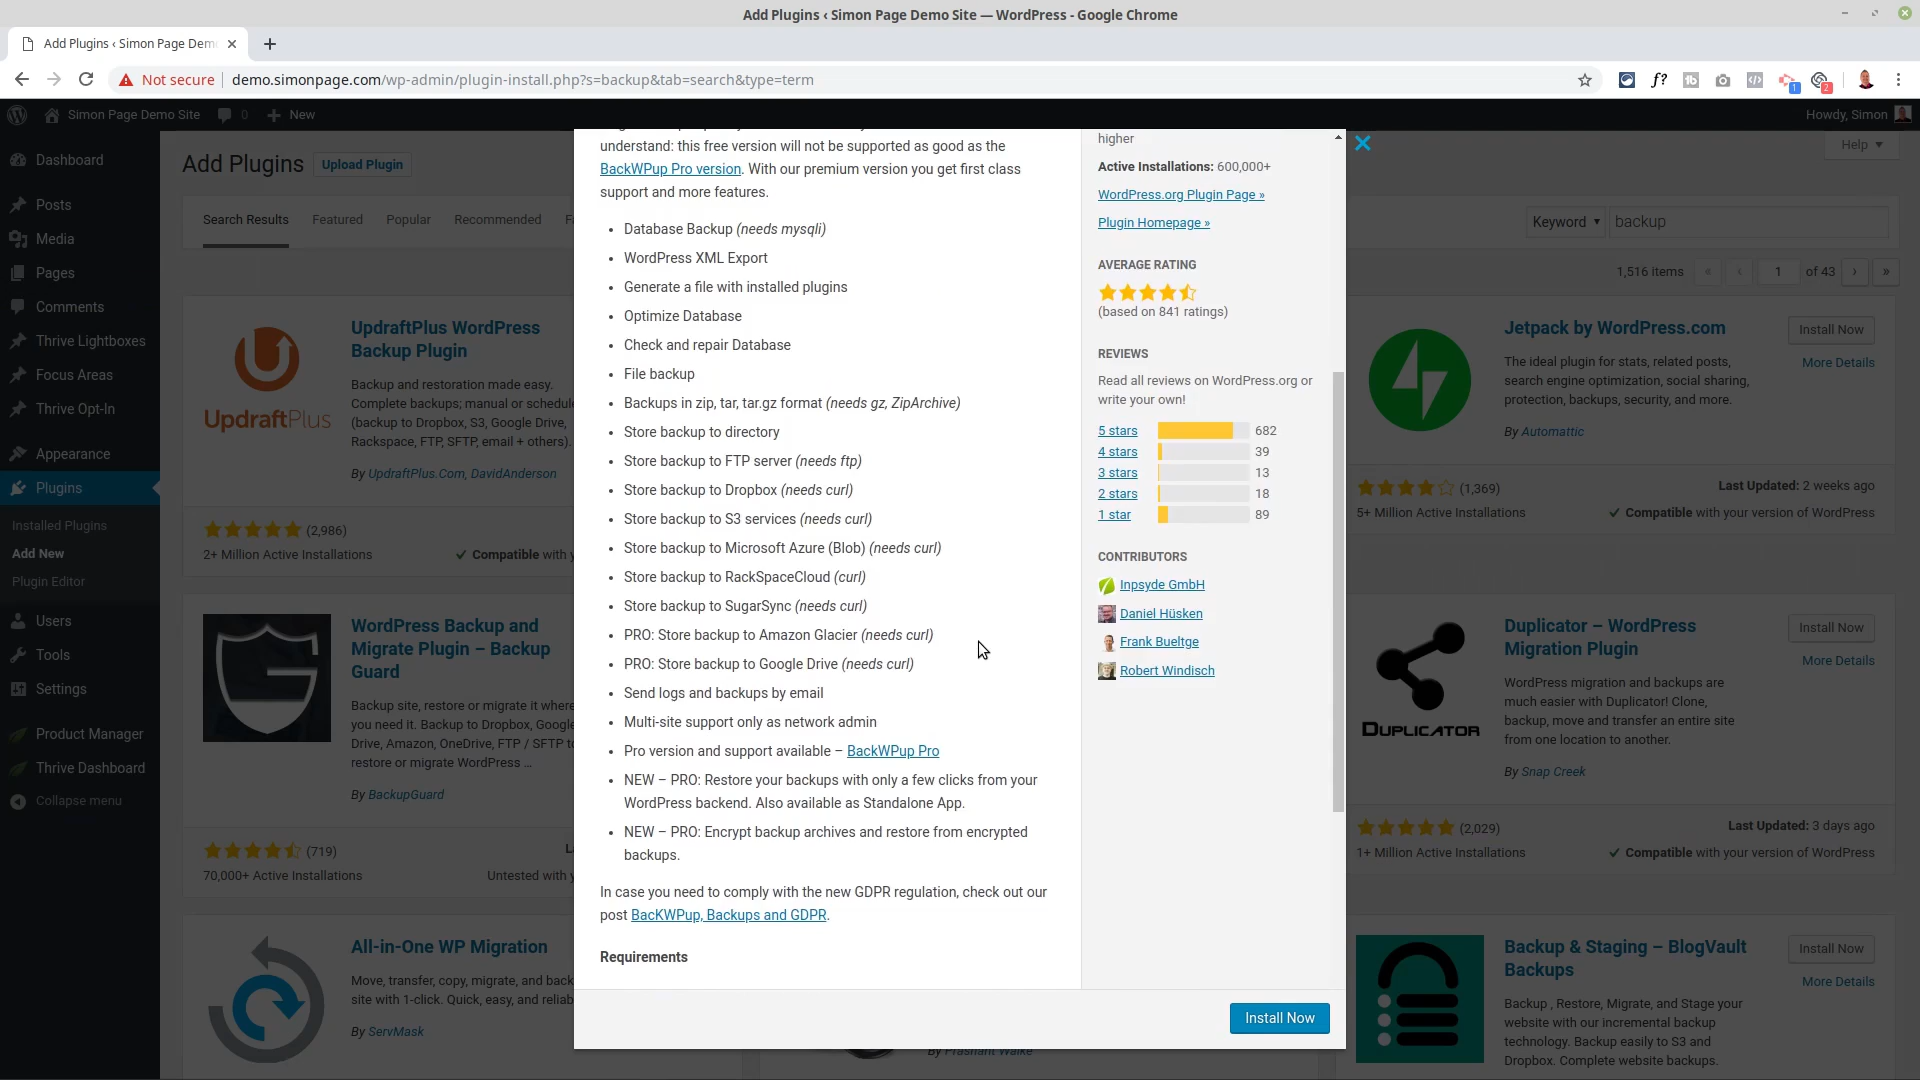 Add Plugins ‹ Simon Page Demo Site — WordPress - Google Chrome
Add Plugins ‹ Simon Page Dem
Not secure
demo.simonpage.com/wp-admin/plugin-install.php?s=backup&tab=search&type=term
f?
1
2
Simon Page Demo Site
0
New
Howdy, Simon
Dashboard
Posts
Media
Pages
Comments
Thrive Lightboxes
Focus Areas
Thrive Opt-In
Appearance
Plugins
Installed Plugins
Add New
Plugin Editor
Users
Tools
Settings
Product Manager
Thrive Dashboard
Collapse menu
Add Plugins
Upload Plugin
Help
Search Results
Featured
Popular
Recommended
Keyword
backup
1,516 items
«
‹
1
of 43
›
»
UpdraftPlus
UpdraftPlus WordPress
Backup Plugin
Backup and restoration made easy.
Complete backups; manual or schedule
(backup to Dropbox, S3, Google Drive,
Rackspace, FTP, SFTP, email + others).
By UpdraftPlus.Com, DavidAnderson
(2,986)
2+ Million Active Installations
Compatible with y
WordPress Backup and
Migrate Plugin – Backup
Guard
Backup site, restore or migrate it where
you need it. Backup to Dropbox, Google
Drive, Amazon, OneDrive, FTP / SFTP to
restore or migrate WordPress …
By BackupGuard
(719)
70,000+ Active Installations
Untested with y
All-in-One WP Migration
Move, transfer, copy, migrate, and back
site with 1-click. Quick, easy, and reliab
By ServMask
understand: this free version will not be supported as good as the
BackWPup Pro version. With our premium version you get first class
support and more features.
• Database Backup (needs mysqli)
• WordPress XML Export
• Generate a file with installed plugins
• Optimize Database
• Check and repair Database
• File backup
• Backups in zip, tar, tar.gz format (needs gz, ZipArchive)
• Store backup to directory
• Store backup to FTP server (needs ftp)
• Store backup to Dropbox (needs curl)
• Store backup to S3 services (needs curl)
• Store backup to Microsoft Azure (Blob) (needs curl)
• Store backup to RackSpaceCloud (curl)
• Store backup to SugarSync (needs curl)
• PRO: Store backup to Amazon Glacier (needs curl)
• PRO: Store backup to Google Drive (needs curl)
• Send logs and backups by email
• Multi-site support only as network admin
• Pro version and support available – BackWPup Pro
• NEW – PRO: Restore your backups with only a few clicks from your
WordPress backend. Also available as Standalone App.
• NEW – PRO: Encrypt backup archives and restore from encrypted
backups.
In case you need to comply with the new GDPR regulation, check out our
post BacKWPup, Backups and GDPR.
Requirements
higher
Active Installations: 600,000+
WordPress.org Plugin Page »
Plugin Homepage »
AVERAGE RATING
(based on 841 ratings)
REVIEWS
Read all reviews on WordPress.org or
write your own!
5 stars 682
4 stars 39
3 stars 13
2 stars 18
1 star 89
CONTRIBUTORS
Inpsyde GmbH
Daniel Hüsken
Frank Bueltge
Robert Windisch
Install Now
Jetpack by WordPress.com
Install Now
More Details
The ideal plugin for stats, related posts,
search engine optimization, social sharing,
protection, backups, security, and more.
By Automattic
(1,369)
Last Updated: 2 weeks ago
5+ Million Active Installations
Compatible with your version of WordPress
DUPLICATOR
Duplicator – WordPress
Migration Plugin
Install Now
More Details
WordPress migration and backups are
much easier with Duplicator! Clone,
backup, move and transfer an entire site
from one location to another.
By Snap Creek
(2,029)
Last Updated: 3 days ago
1+ Million Active Installations
Compatible with your version of WordPress
Backup & Staging – BlogVault
Backups
Install Now
More Details
Backup , Restore, Migrate, and Stage your
website with our incremental backup
technology. Backup easily to S3 and
Dropbox. Complete website backups.